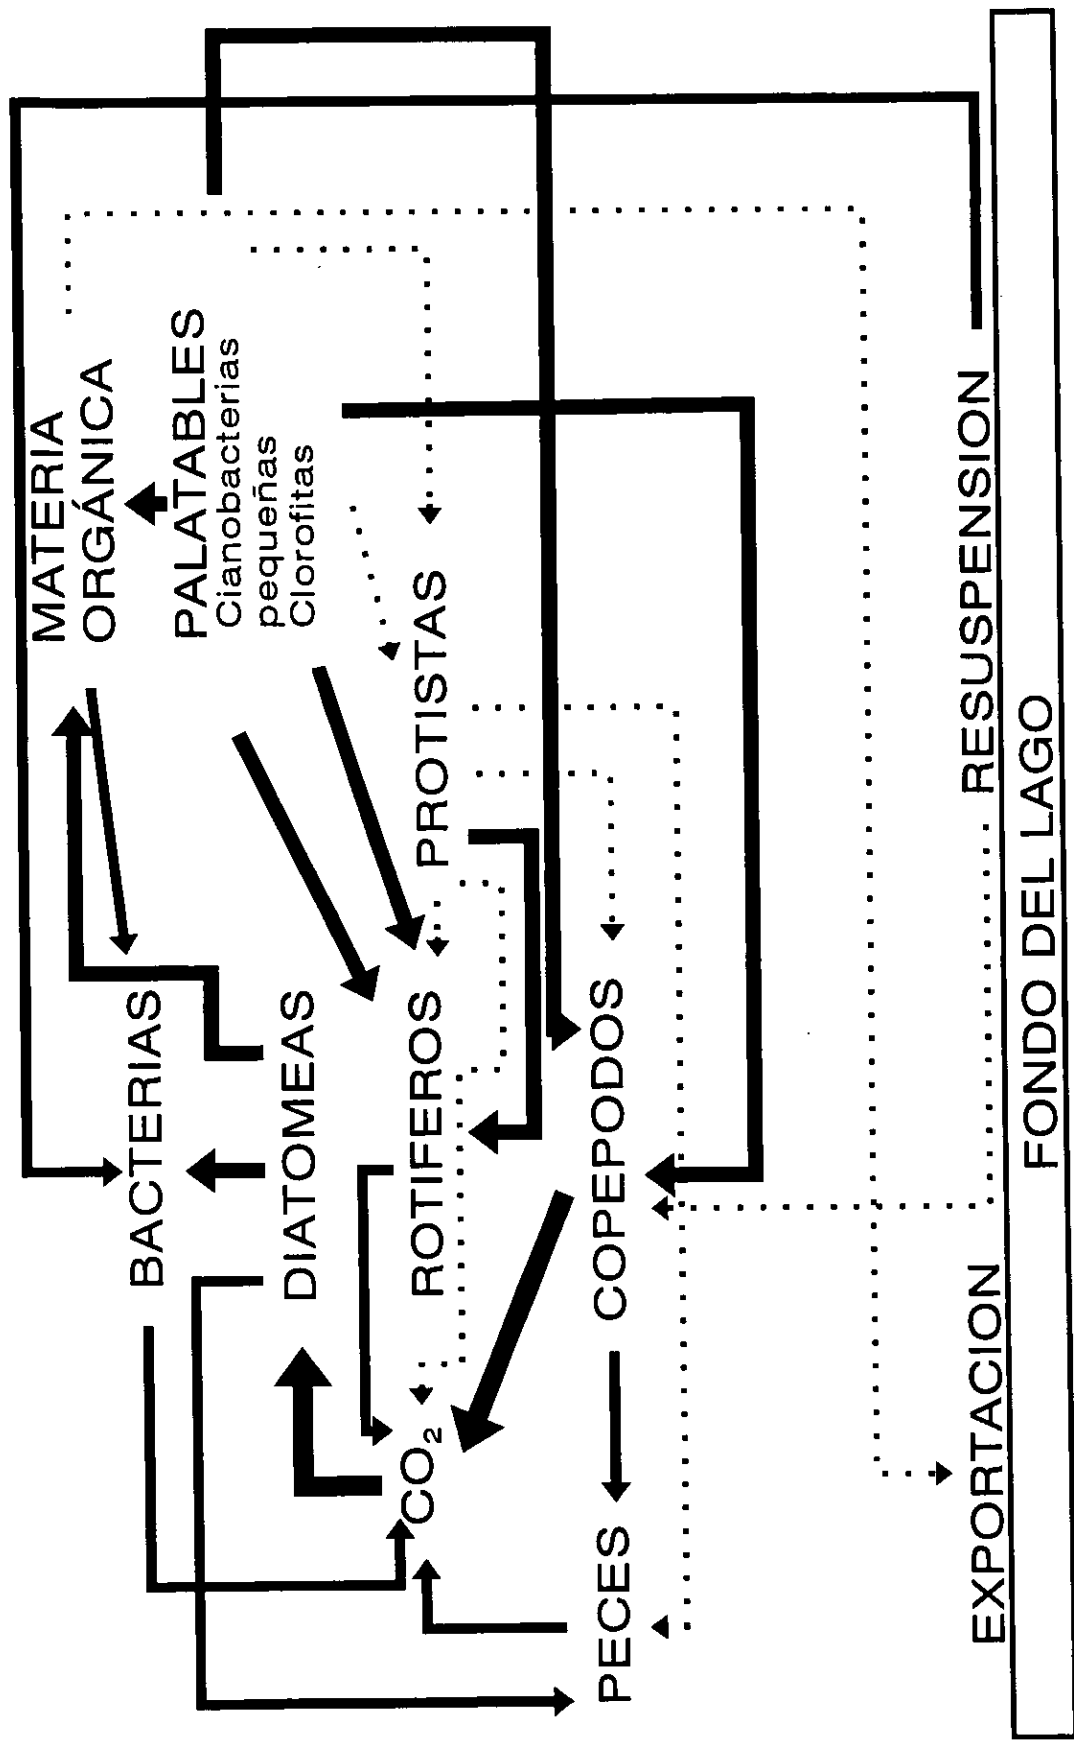 MATERIA
ORGÁNICA
BACTERIAS
PALATABLES
Cianobacterias
pequeñas
Clorofitas
DIATOMEAS
PROTISTAS
ROTIFEROS
CO₂
COPEPODOS
PECES
RESUSPENSION
EXPORTACION
FONDO DEL LAGO